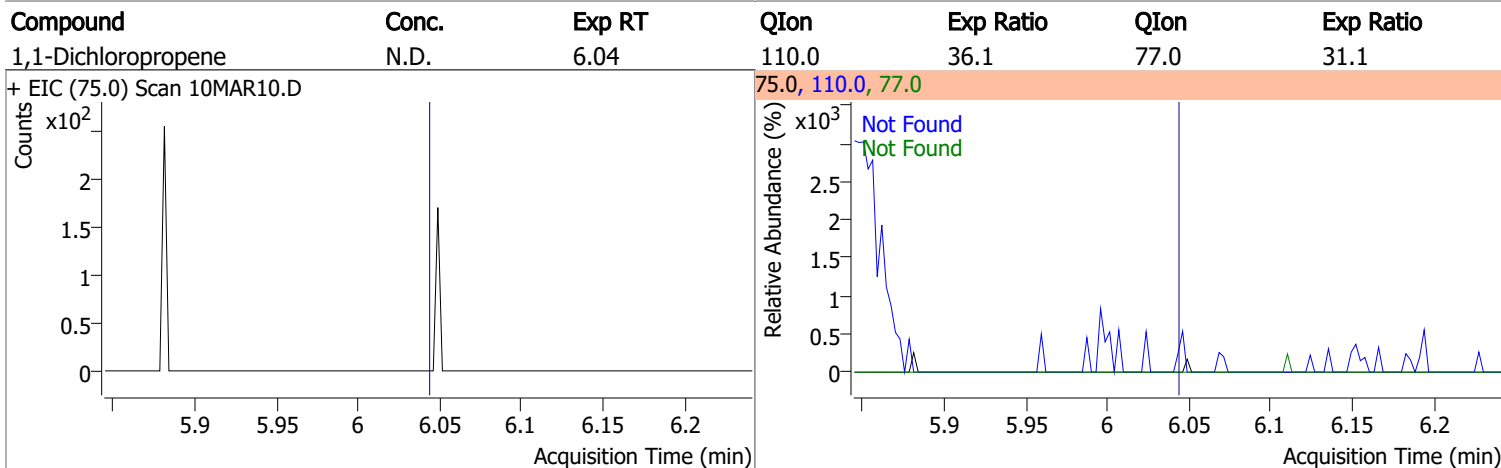 Compound Conc. Exp RT QIon Exp Ratio QIon Exp Ratio
1,1-Dichloropropene N.D. 6.04 110.0 36.1 77.0 31.1
+ EIC (75.0) Scan 10MAR10.D
Counts
x10²
2
1.5
1
0.5
0
5.9 5.95 6 6.05 6.1 6.15 6.2
Acquisition Time (min)
75.0, 110.0, 77.0
Relative Abundance (%)
x10³
Not Found
Not Found
2.5
2
1.5
1
0.5
0
5.9 5.95 6 6.05 6.1 6.15 6.2
Acquisition Time (min)